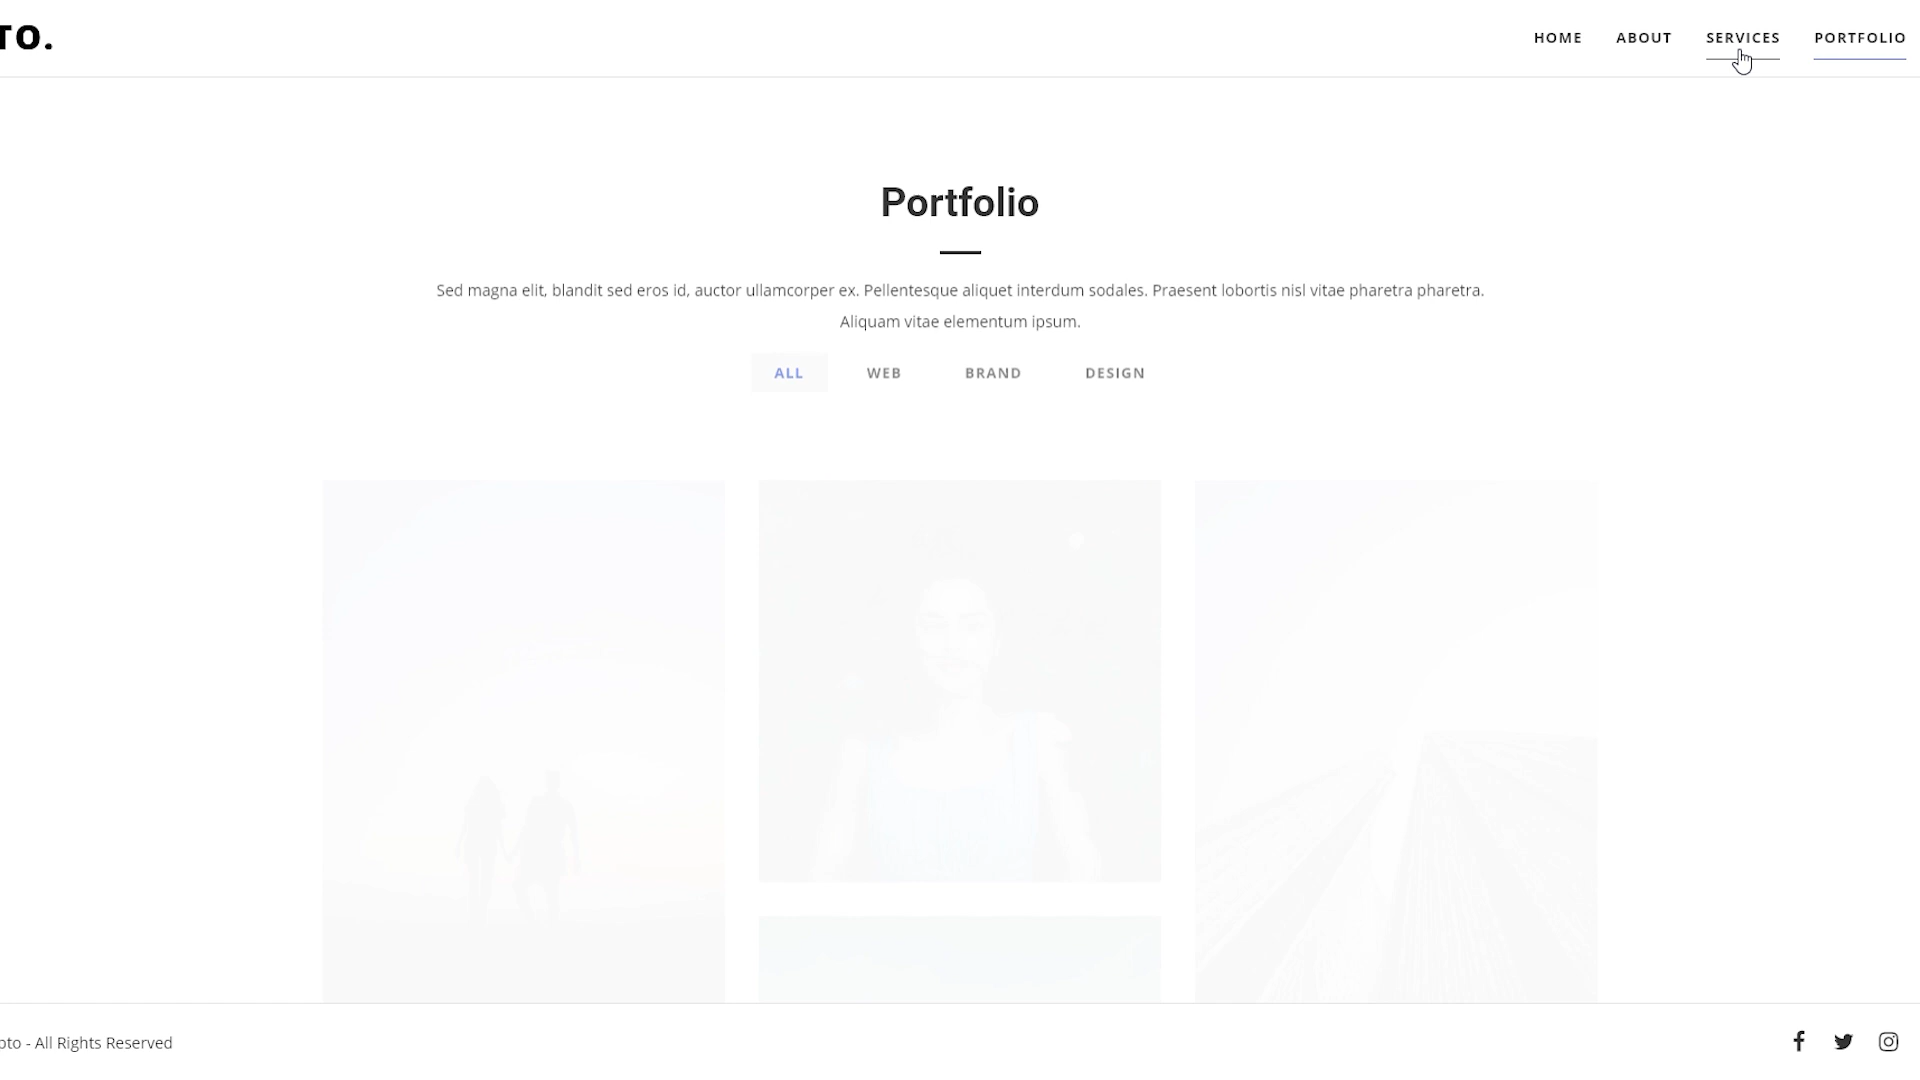 TO.
HOME ABOUT SERVICES PORTFOLIO
Portfolio
Sed magna elit, blandit sed eros id, auctor ullamcorper ex. Pellentesque aliquet interdum sodales. Praesent lobortis nisl vitae pharetra pharetra.
Aliquam vitae elementum ipsum.
ALL WEB BRAND DESIGN
oto - All Rights Reserved